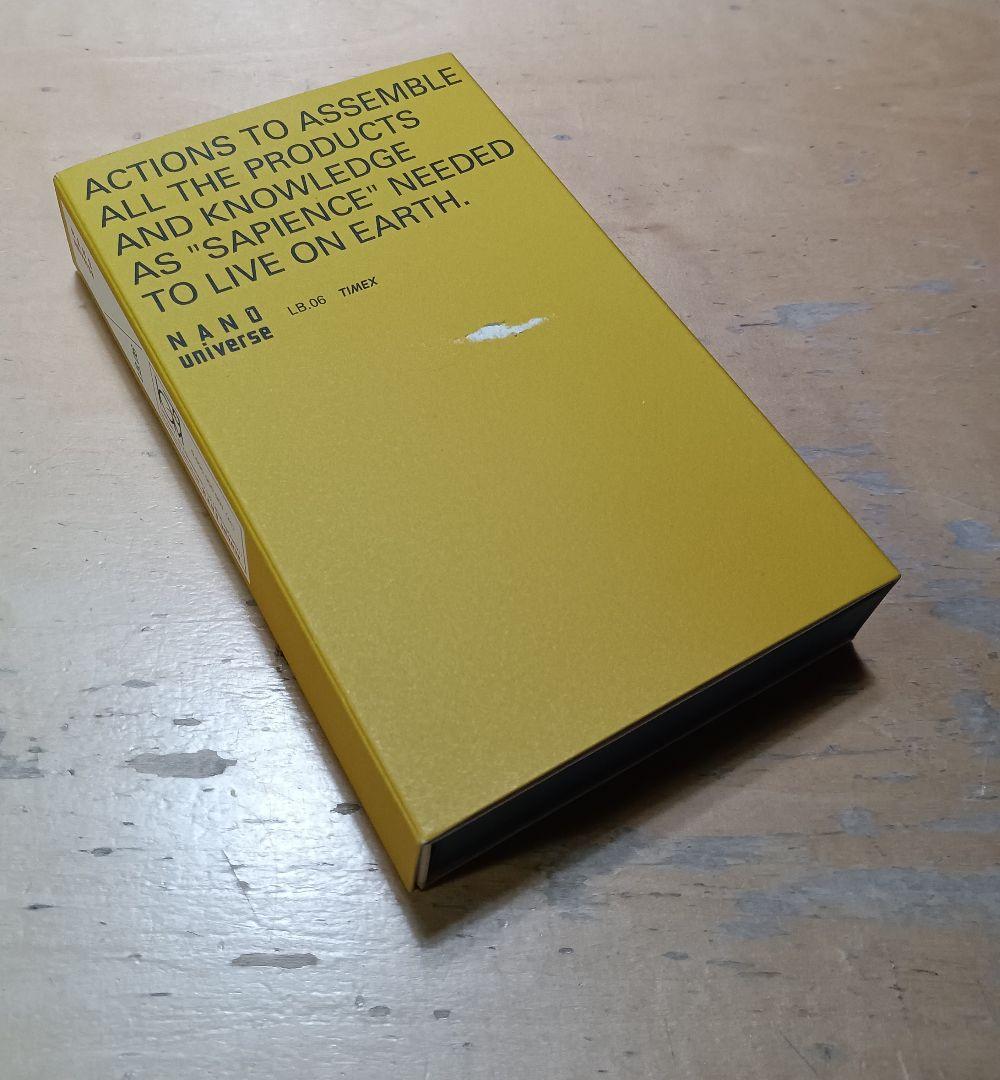 ACTIONS TO ASSEMBLE
ALL THE PRODUCTS
AND KNOWLEDGE
AS "SAPIENCE" NEEDED
TO LIVE ON EARTH.
NANO
universe
LB.06
TIMEX